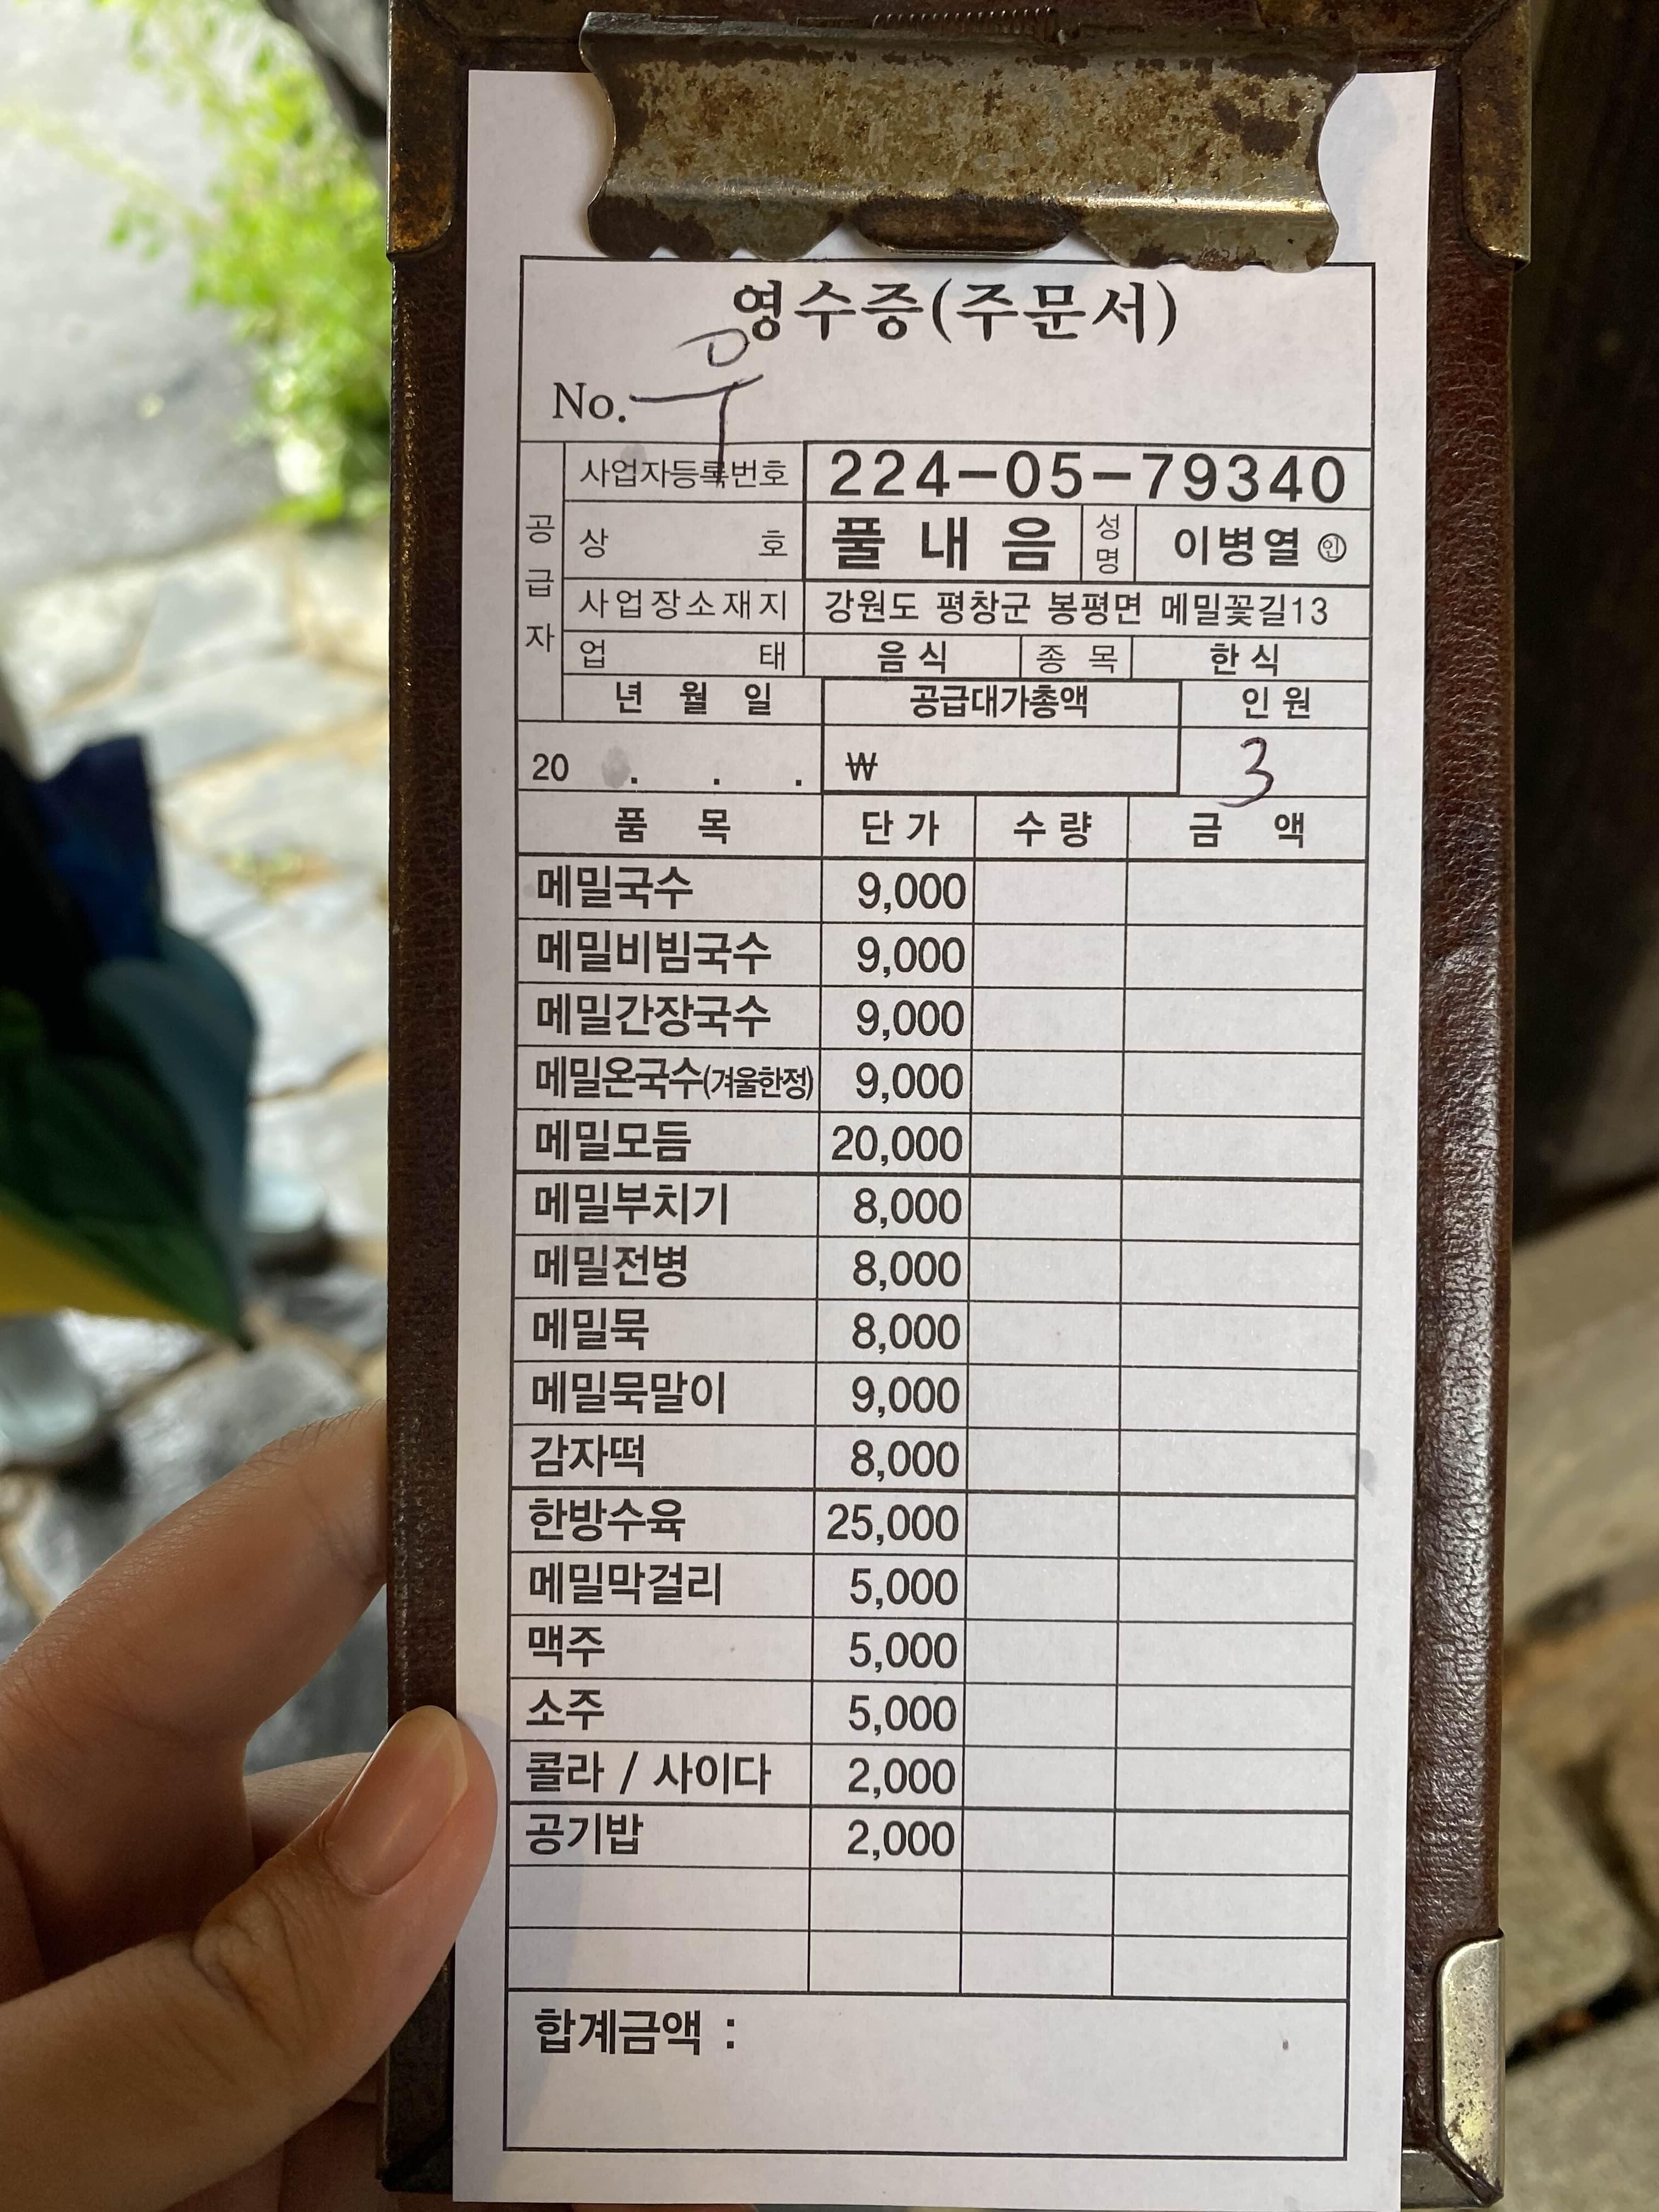 영수증(주문서)
No. 우
공급자
사업자등록번호 224-05-79340
상호 풀내음 성명 이병열 ㊞
사업장소재지 강원도 평창군 봉평면 메밀꽃길13
업태 음식 종목 한식
년 월 일 공급대가총액 인원
20 . . . ₩ 3
품목 단가 수량 금액
메밀국수 9,000
메밀비빔국수 9,000
메밀간장국수 9,000
메밀온국수(겨울한정) 9,000
메밀모듬 20,000
메밀부치기 8,000
메밀전병 8,000
메밀묵 8,000
메밀묵말이 9,000
감자떡 8,000
한방수육 25,000
메밀막걸리 5,000
맥주 5,000
소주 5,000
콜라 / 사이다 2,000
공기밥 2,000
합계금액 :